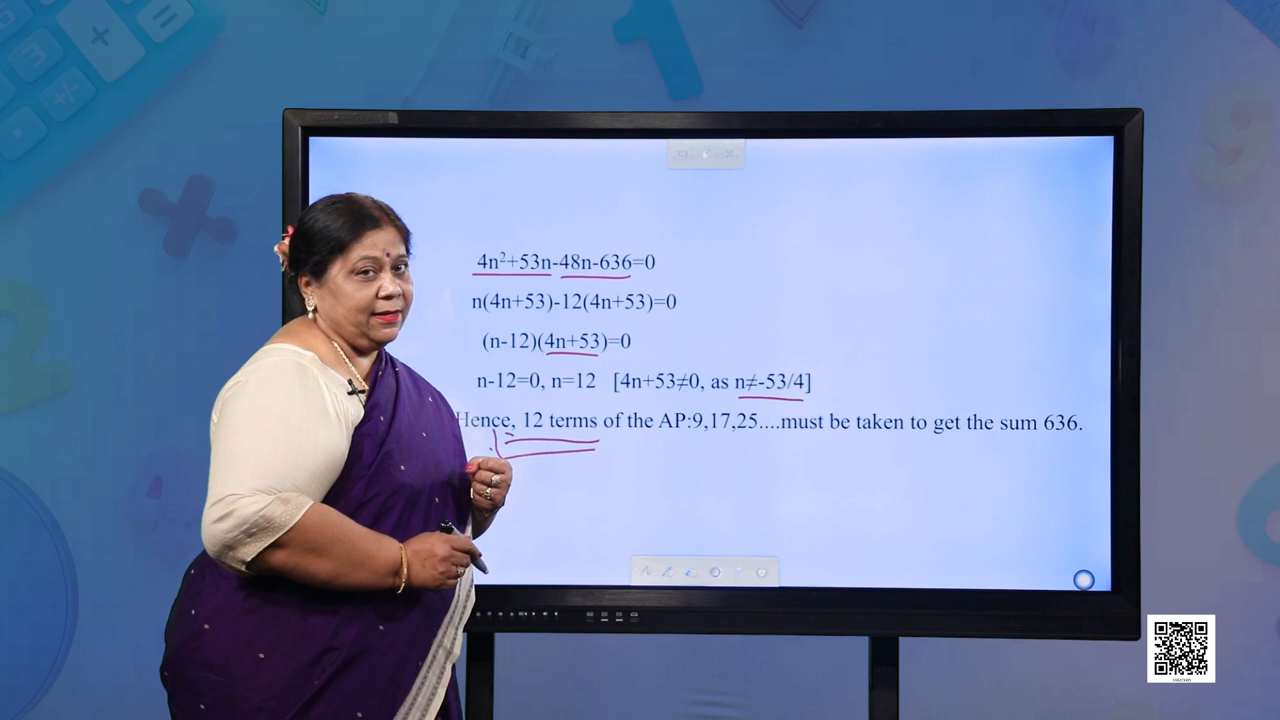 4n²+53n-48n-636=0
n(4n+53)-12(4n+53)=0
(n-12)(4n+53)=0
n-12=0, n=12 [4n+53≠0, as n≠-53/4]
Hence, 12 terms of the AP:9,17,25....must be taken to get the sum 636.